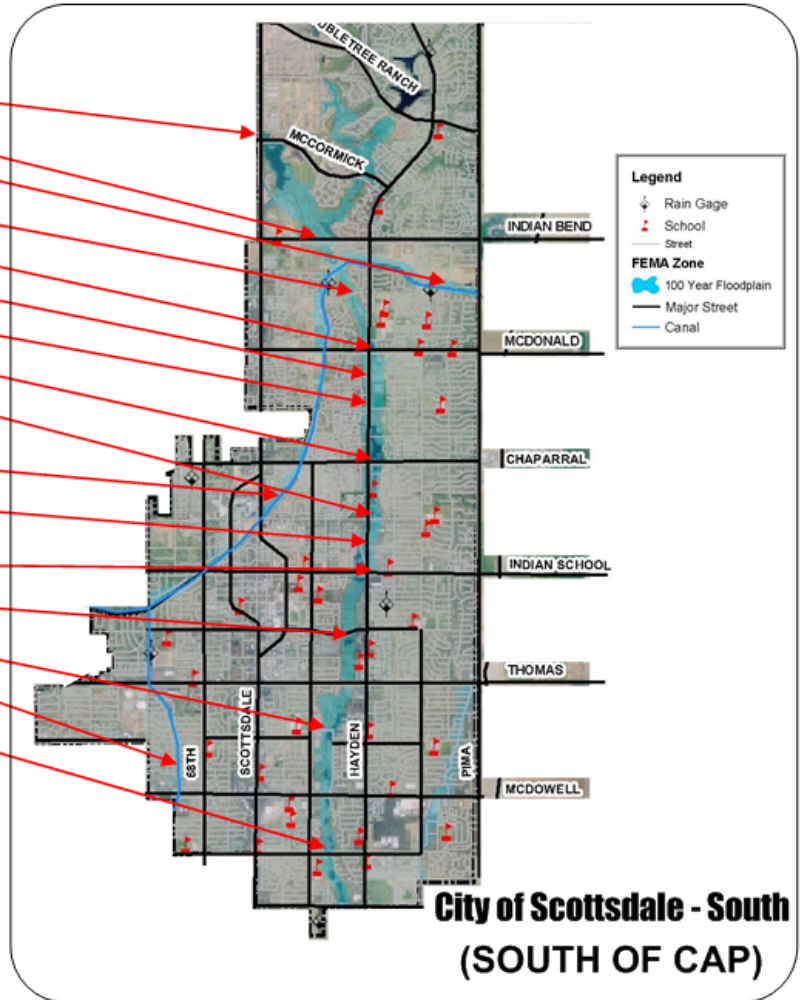 UBLETREE RANCH
MCCORMICK
Legend
Rain Gage
School
Street
FEMA Zone
100 Year Floodplain
Major Street
Canal
INDIAN BEND
MCDONALD
CHAPARRAL
INDIAN SCHOOL
THOMAS
SCOTTSDALE
68TH
HAYDEN
PIMA
MCDOWELL
City of Scottsdale - South
(SOUTH OF CAP)